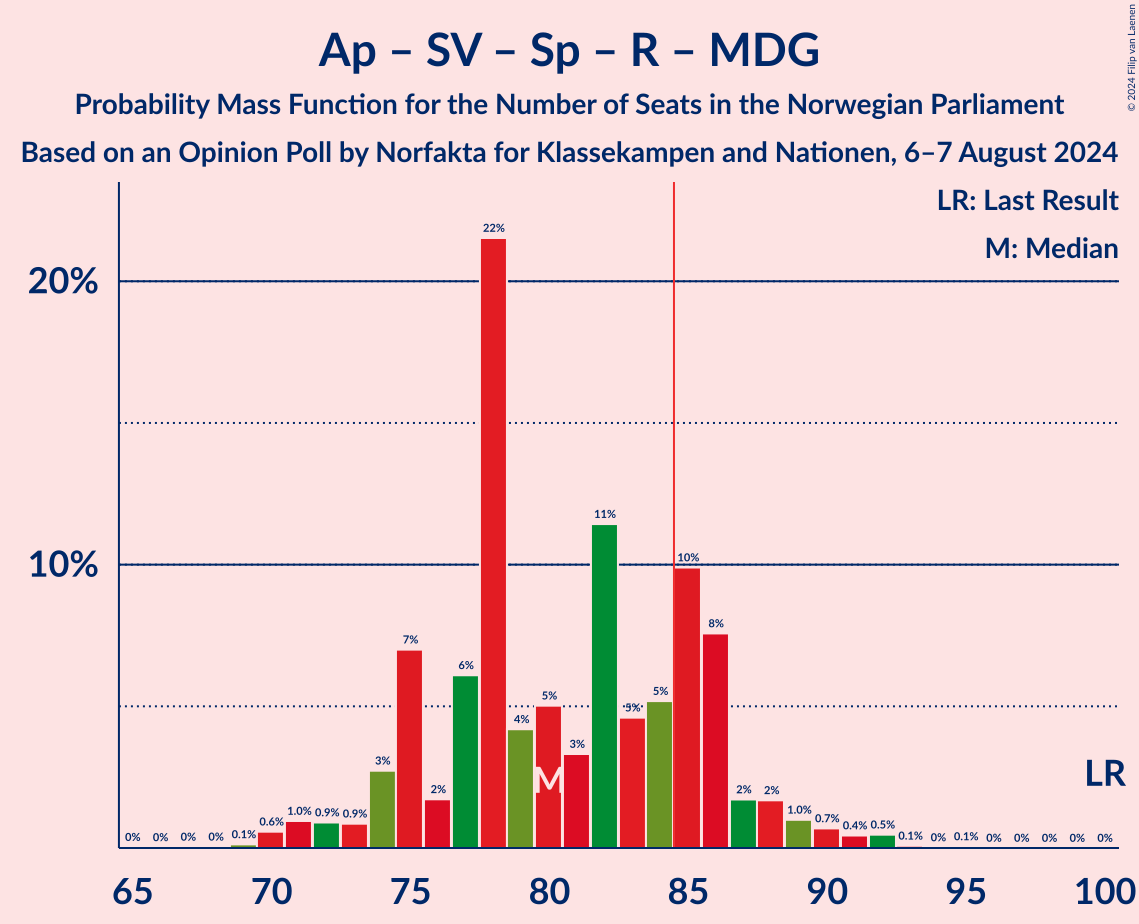 Ap – SV – Sp – R – MDG
Probability Mass Function for the Number of Seats in the Norwegian Parliament
Based on an Opinion Poll by Norfakta for Klassekampen and Nationen, 6–7 August 2024
© 2024 Filip van Laenen
LR: Last Result
M: Median
20%
10%
0% 0% 0% 0% 0.1% 0.6% 1.0% 0.9% 0.9% 3% 7% 2% 6% 22% 4% 5% 3% 11% 5% 5% 10% 8% 2% 2% 1.0% 0.7% 0.4% 0.5% 0.1% 0% 0.1% 0% 0% 0% 0% 0%
M
LR
65 70 75 80 85 90 95 100